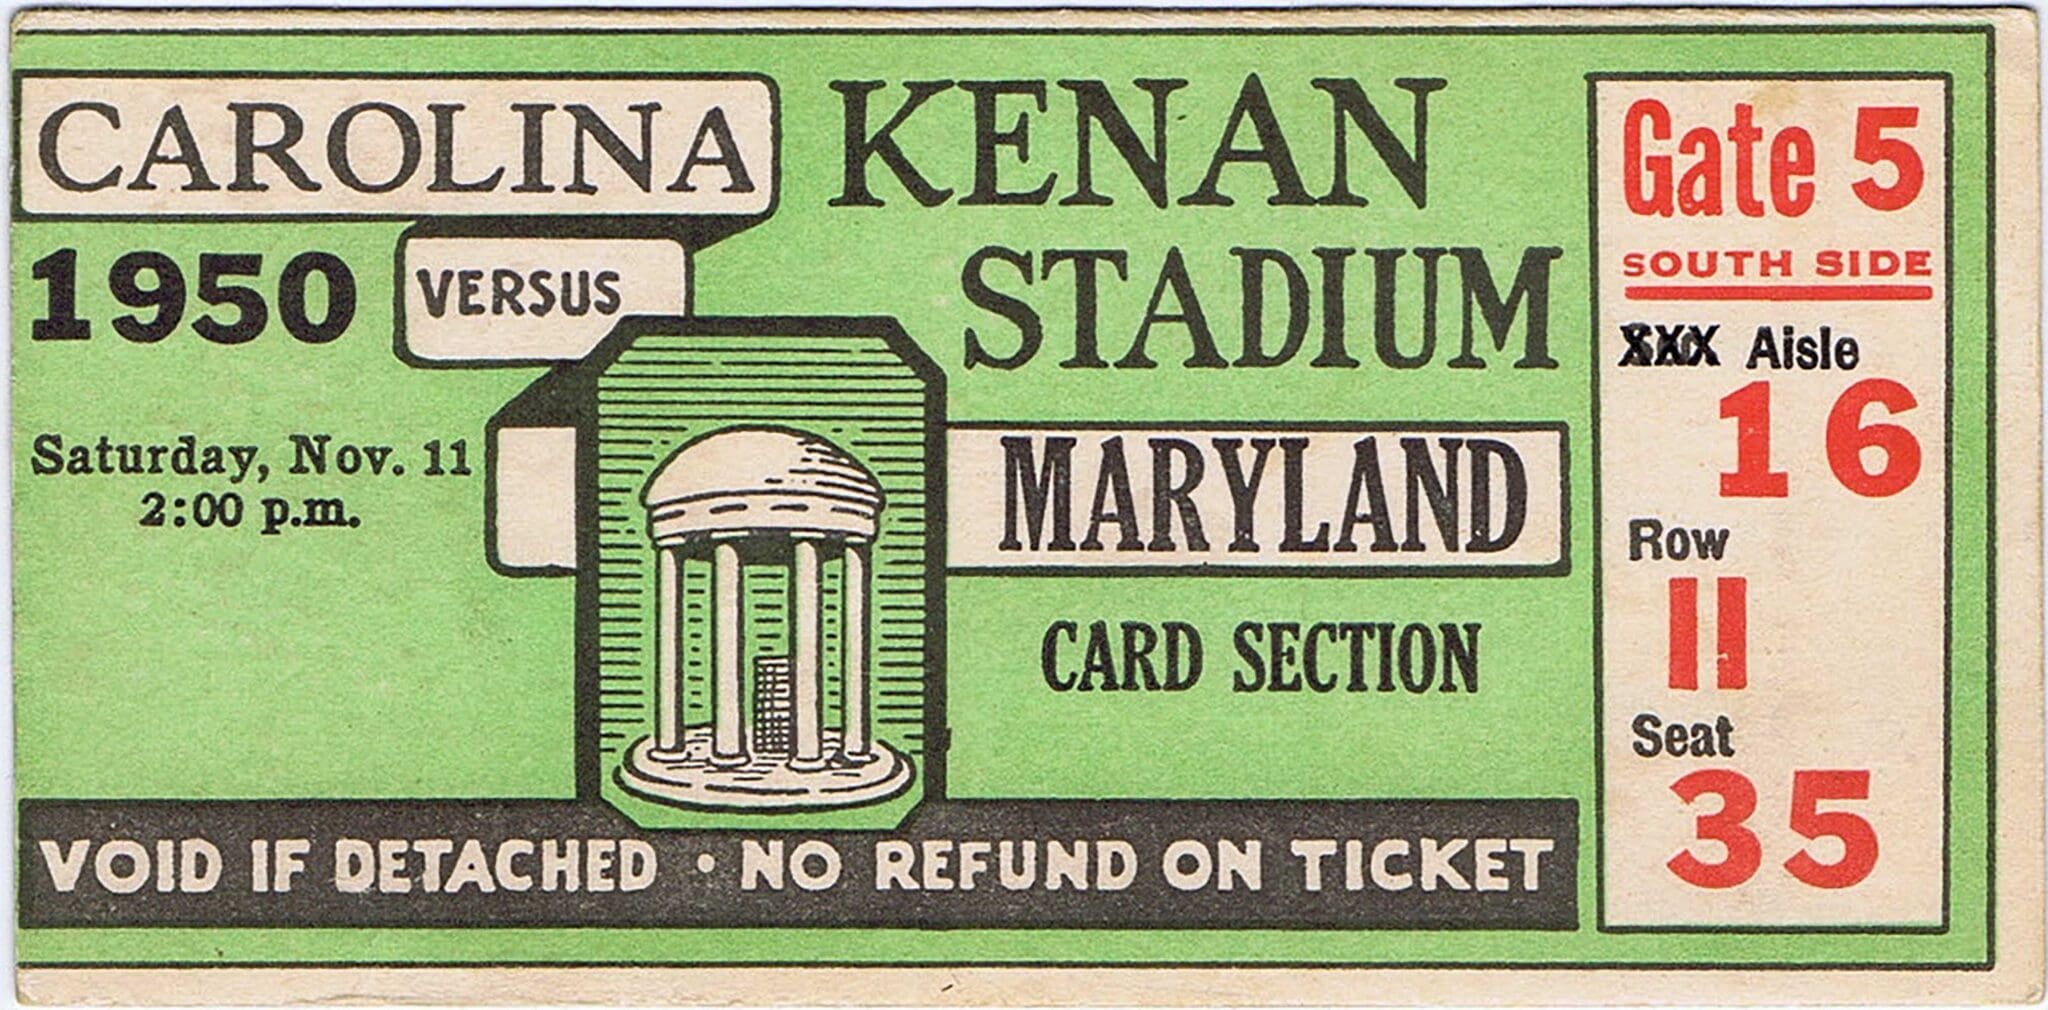 CAROLINA
1950
VERSUS
Saturday, Nov. 11
2:00 p.m.
KENAN
STADIUM
MARYLAND
CARD SECTION
VOID IF DETACHED • NO REFUND ON TICKET
Gate 5
SOUTH SIDE
XXX Aisle
16
Row
11
Seat
35